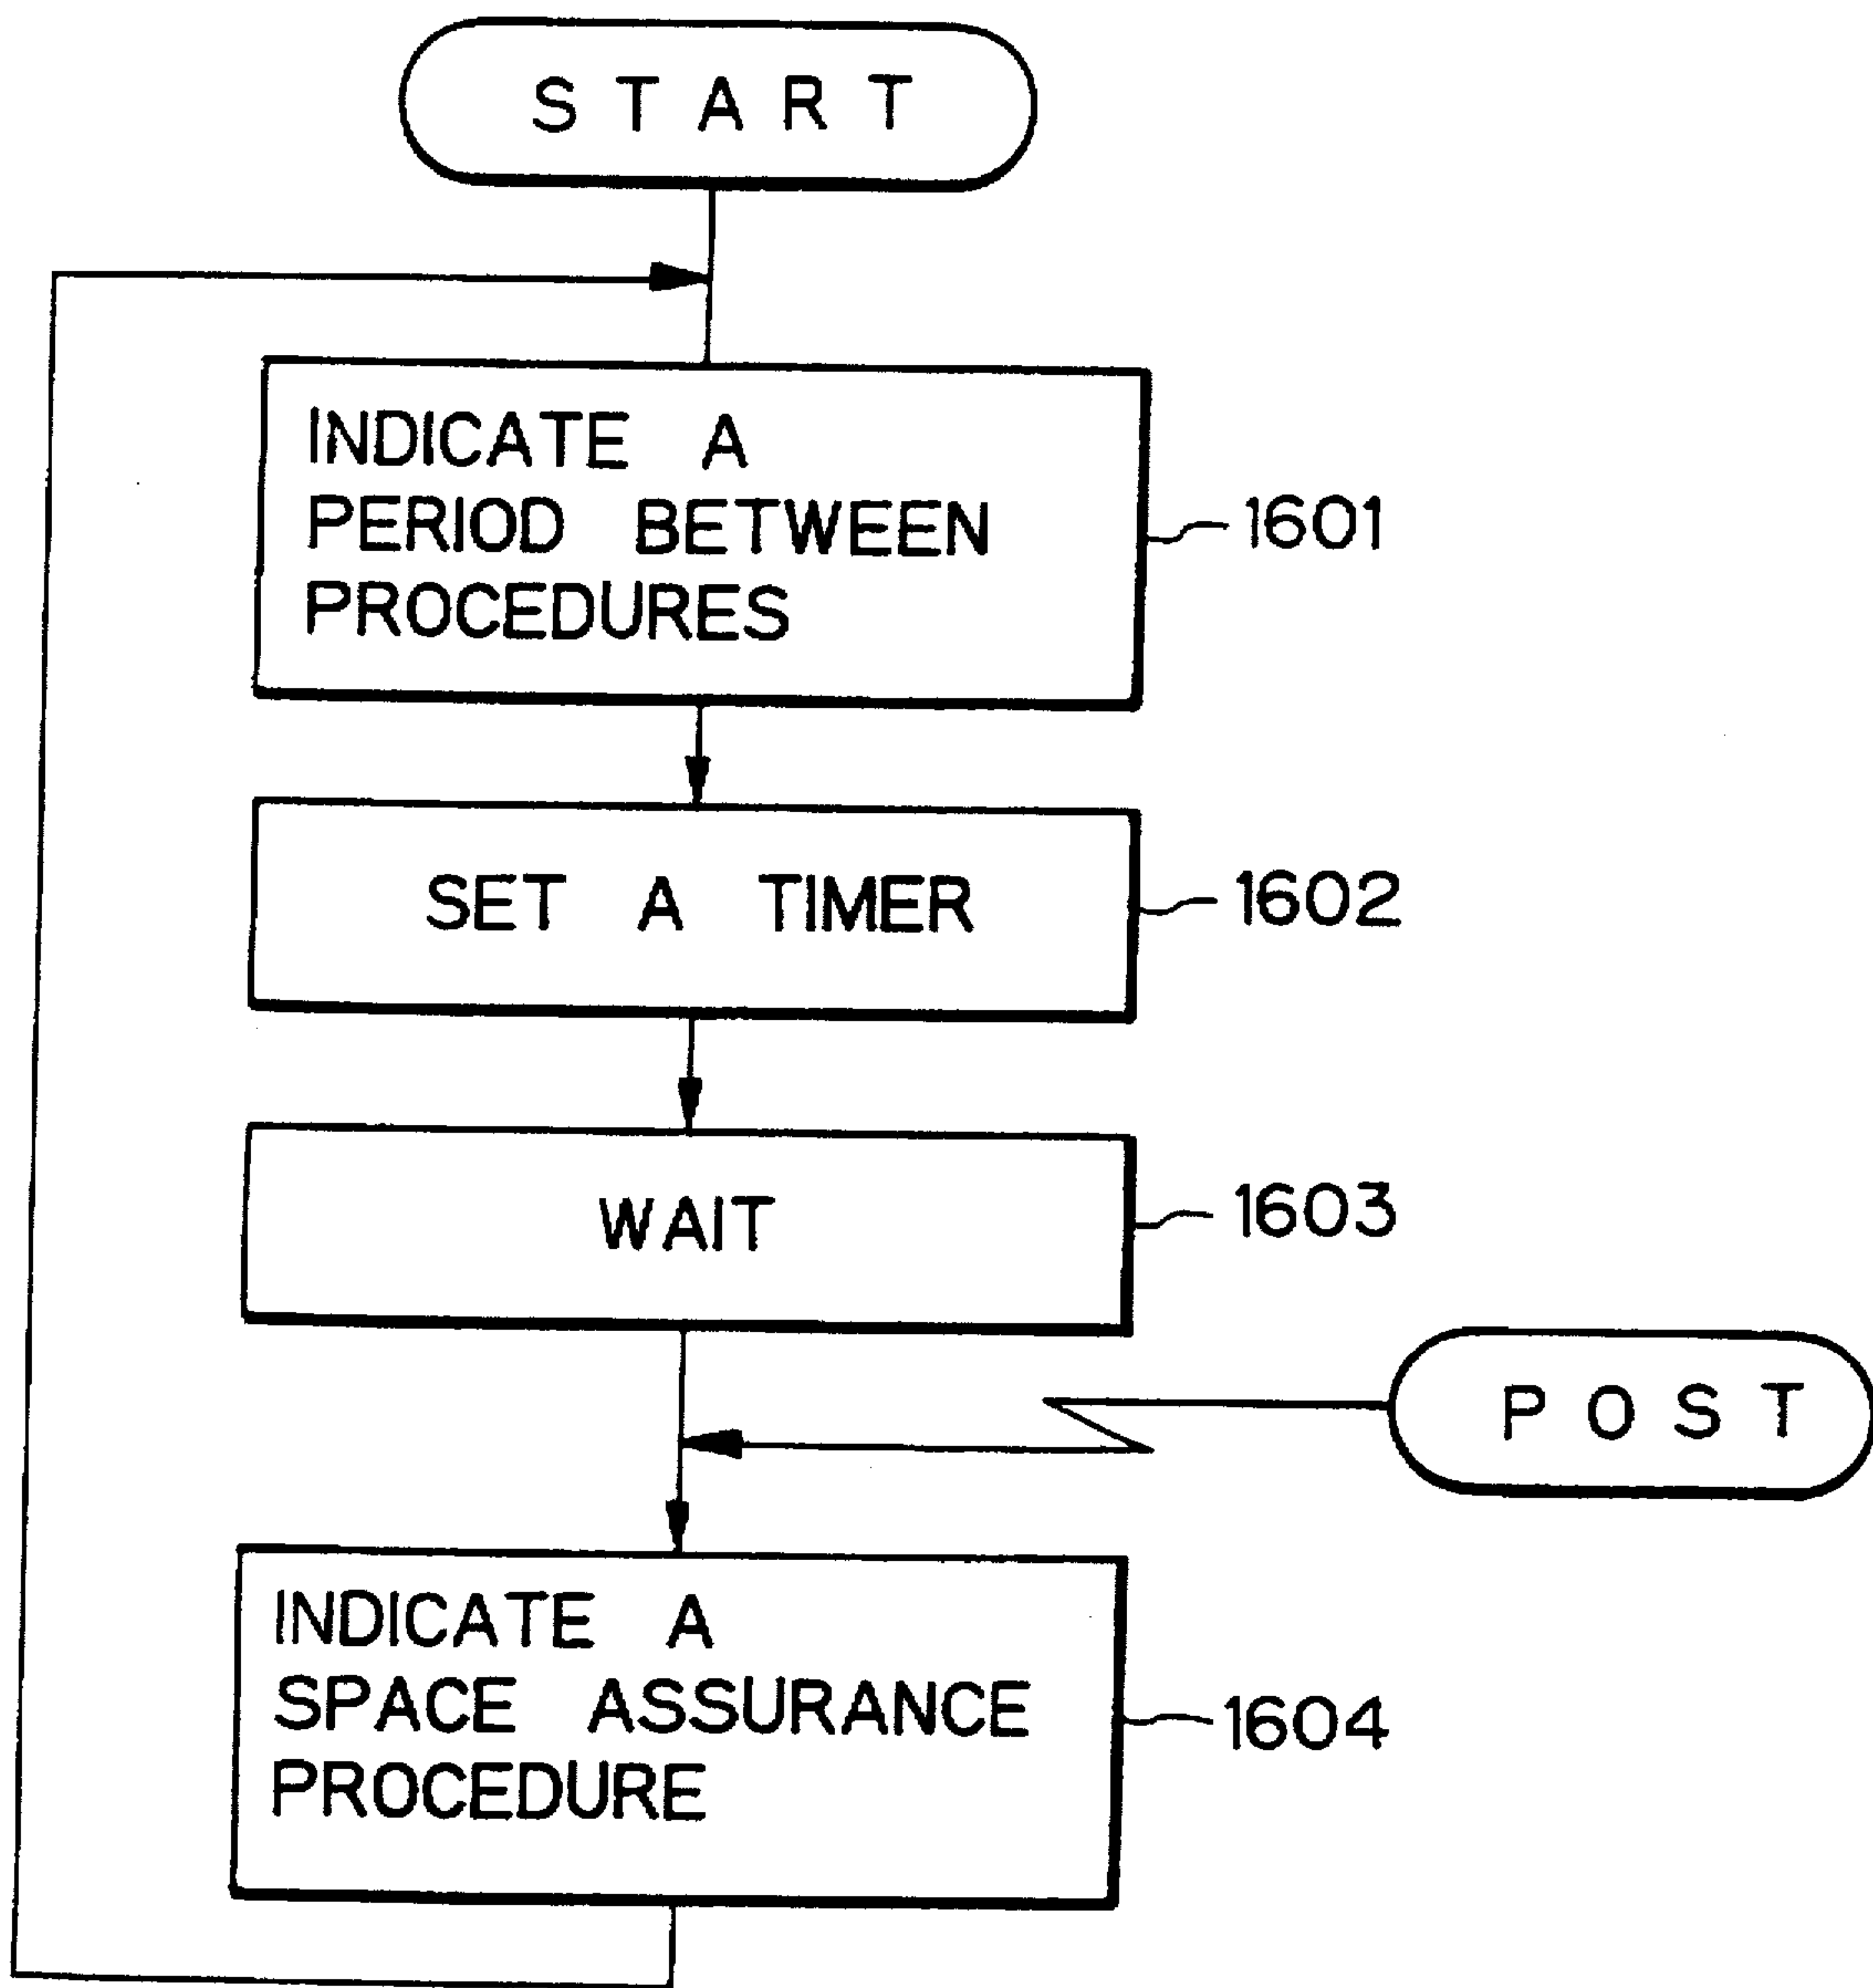 START
INDICATE A
PERIOD BETWEEN
PROCEDURES
1601
SET A TIMER
1602
WAIT
1603
POST
INDICATE A
SPACE ASSURANCE
PROCEDURE
1604